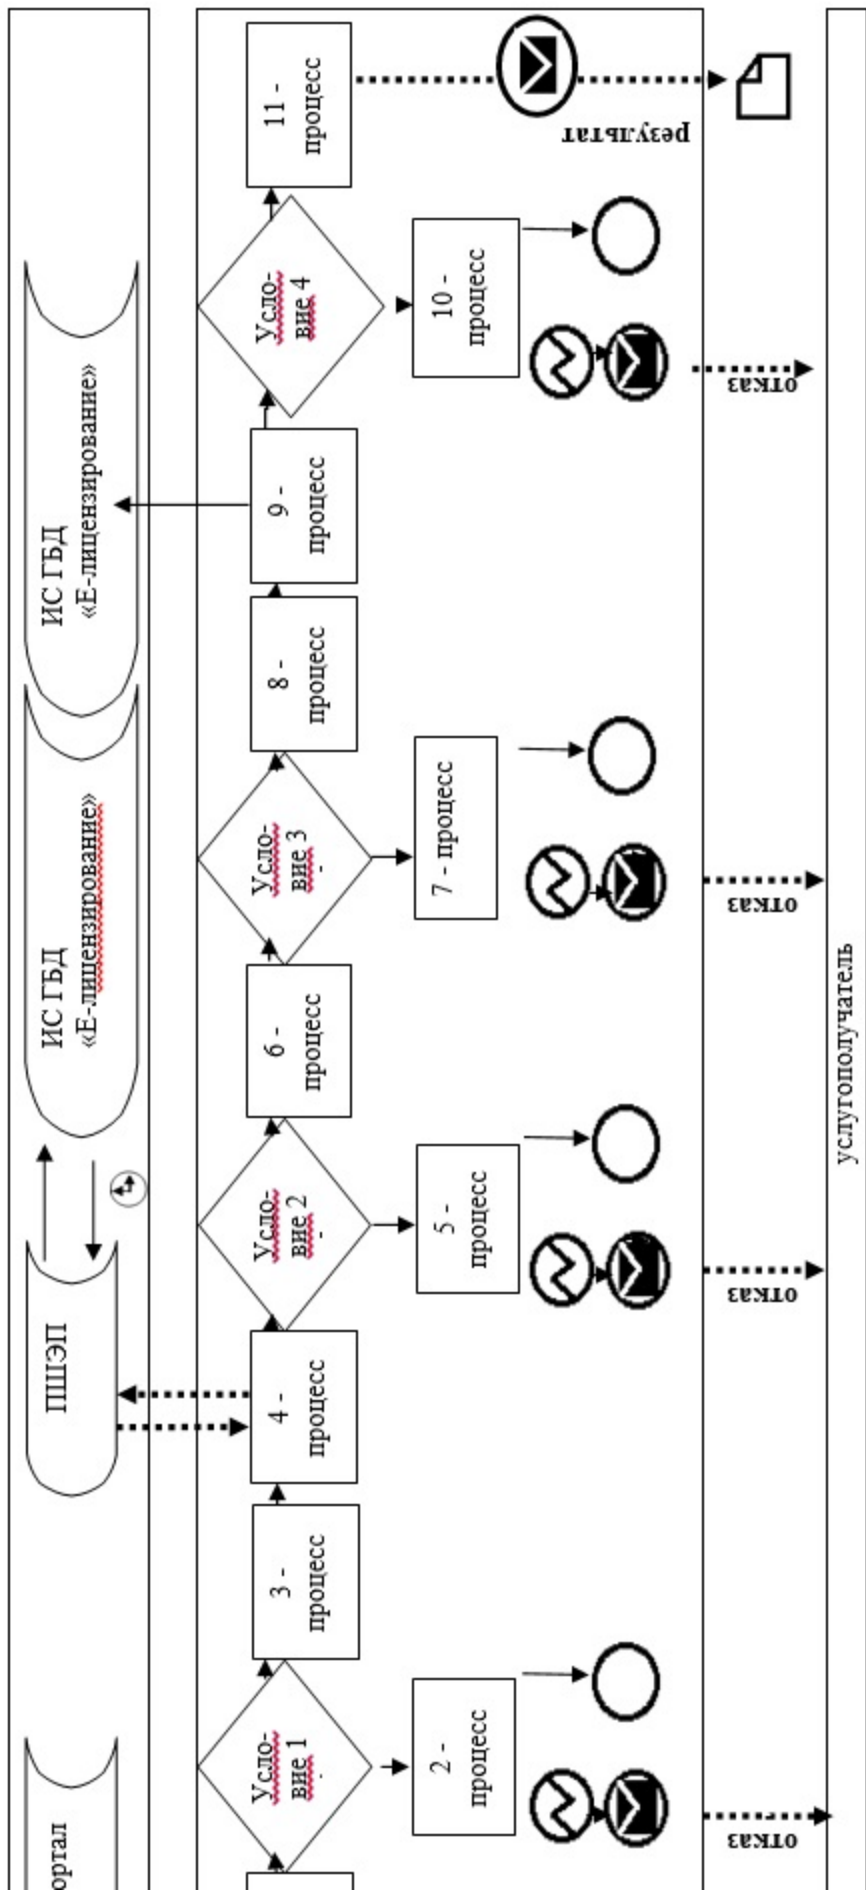 ортал
ПШЭП
ИС ГБД
«Е-лицензирование»
ИС ГБД
«Е-лицензирование»
Усло-
вие 1
-
3 -
процесс
4 -
процесс
Усло-
вие 2
-
6 -
процесс
Усло-
вие 3
-
8 -
процесс
9 -
процесс
Усло-
вие 4
11 -
процесс
2 -
процесс
5 -
процесс
7 - процесс
10 -
процесс
отказ
отказ
отказ
отказ
результат
услугополучатель